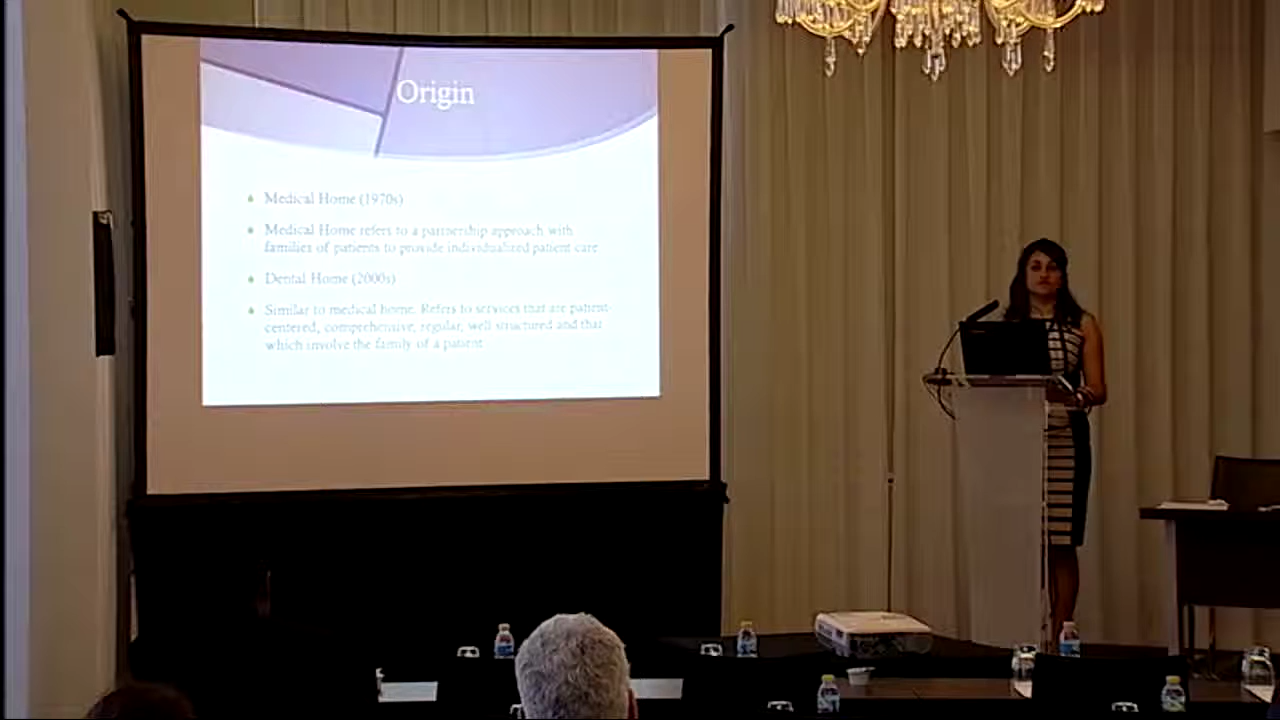 Origin
Medical Home (1970s)
Medical Home refers to a partnership approach with
families of patients to provide individualized patient care
Dental Home (2000s)
Similar to medical home. Refers to services that are patient-
centered, comprehensive, regular, well structured and that
which involve the family of a patient